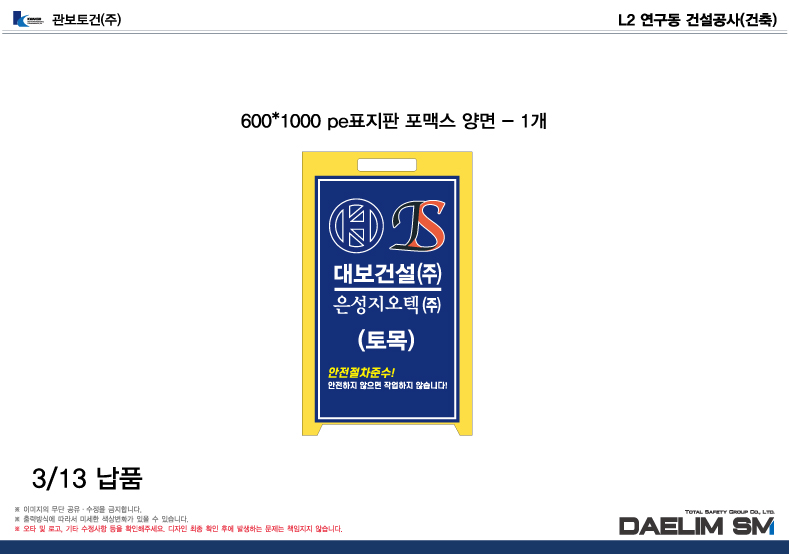 관보토건(주)
L2 연구동 건설공사(건축)
600*1000 pe표지판 포맥스 양면 - 1개
대보건설(주)
은성지오텍(주)
(토목)
안전절차준수!
안전하지 않으면 작업하지 않습니다!
3/13 납품
※ 이미지의 무단 공유 · 수정을 금지합니다.
※ 출력방식에 따라서 미세한 색상변화가 있을 수 있습니다.
※ 오타 및 로고, 기타 수정사항 등을 확인해주세요. 디자인 최종 확인 후에 발생하는 문제는 책임지지 않습니다.
TOTAL SAFETY GROUP CO., LTD.
DAELIM SM